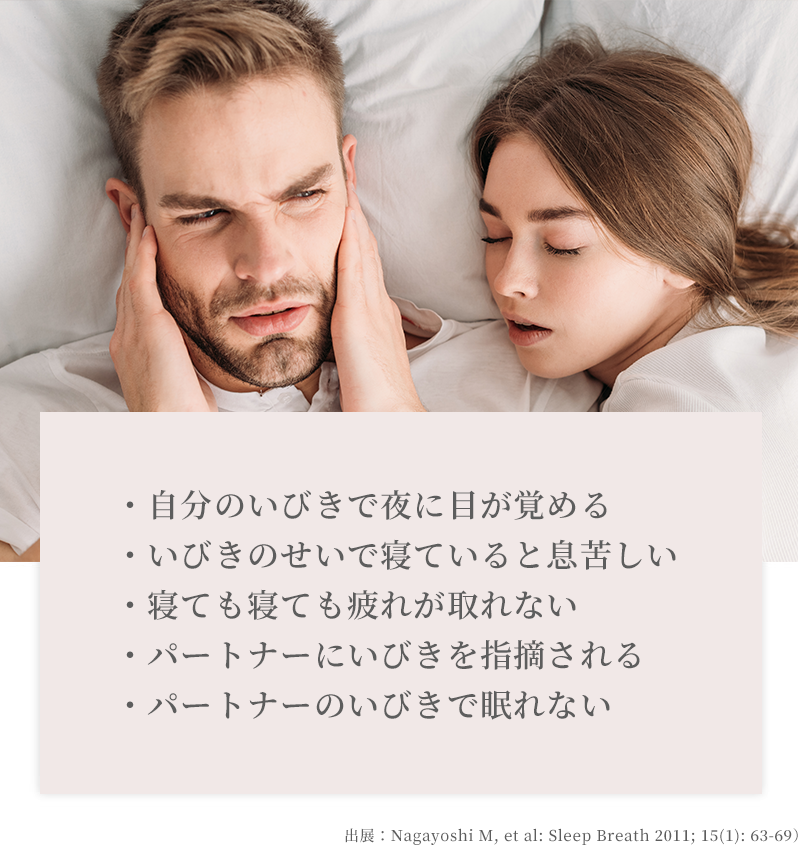 ・自分のいびきで夜に目が覚める
・いびきのせいで寝ていると息苦しい
・寝ても寝ても疲れが取れない
・パートナーにいびきを指摘される
・パートナーのいびきで眠れない
出展：Nagayoshi M, et al: Sleep Breath 2011; 15(1): 63-69)